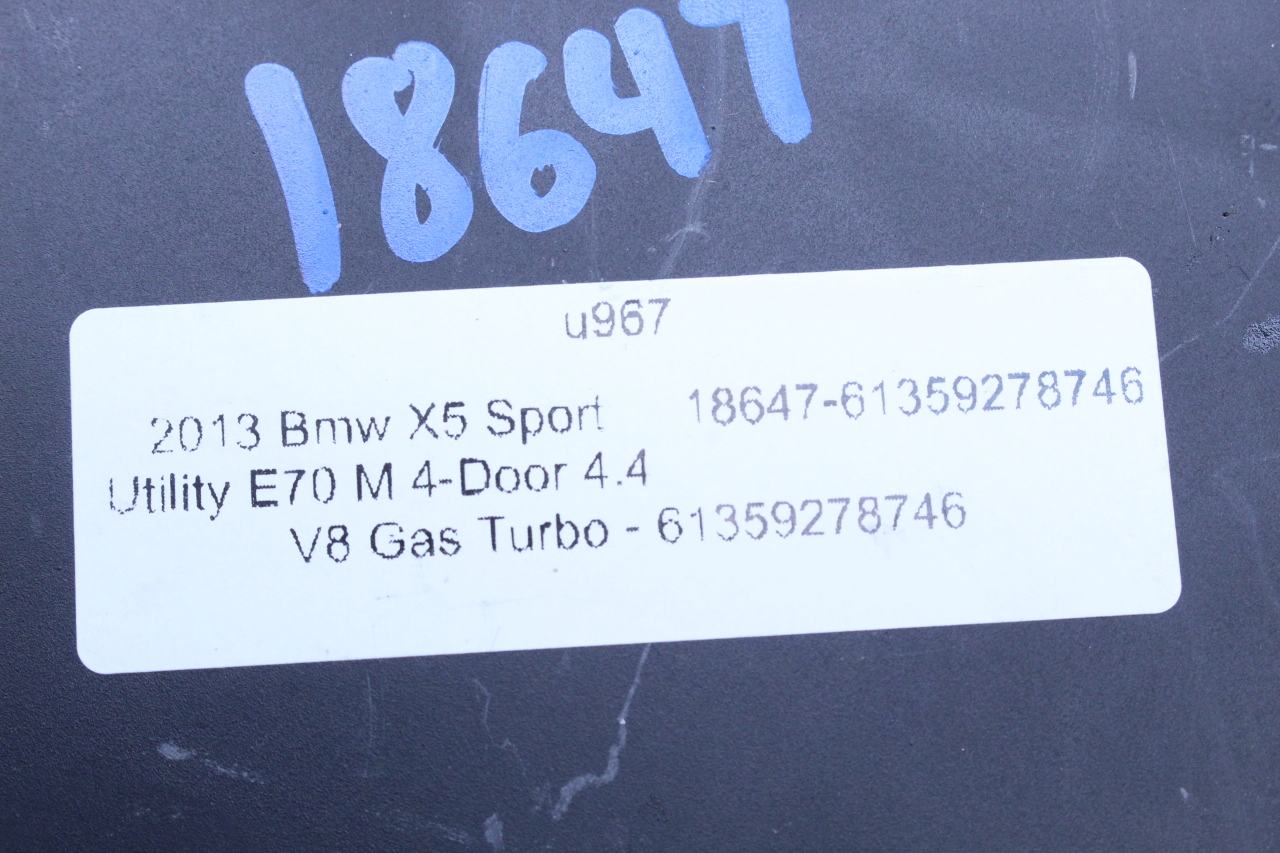 18647
u967
2013 Bmw X5 Sport 18647-61359278746
Utility E70 M 4-Door 4.4
V8 Gas Turbo - 61359278746